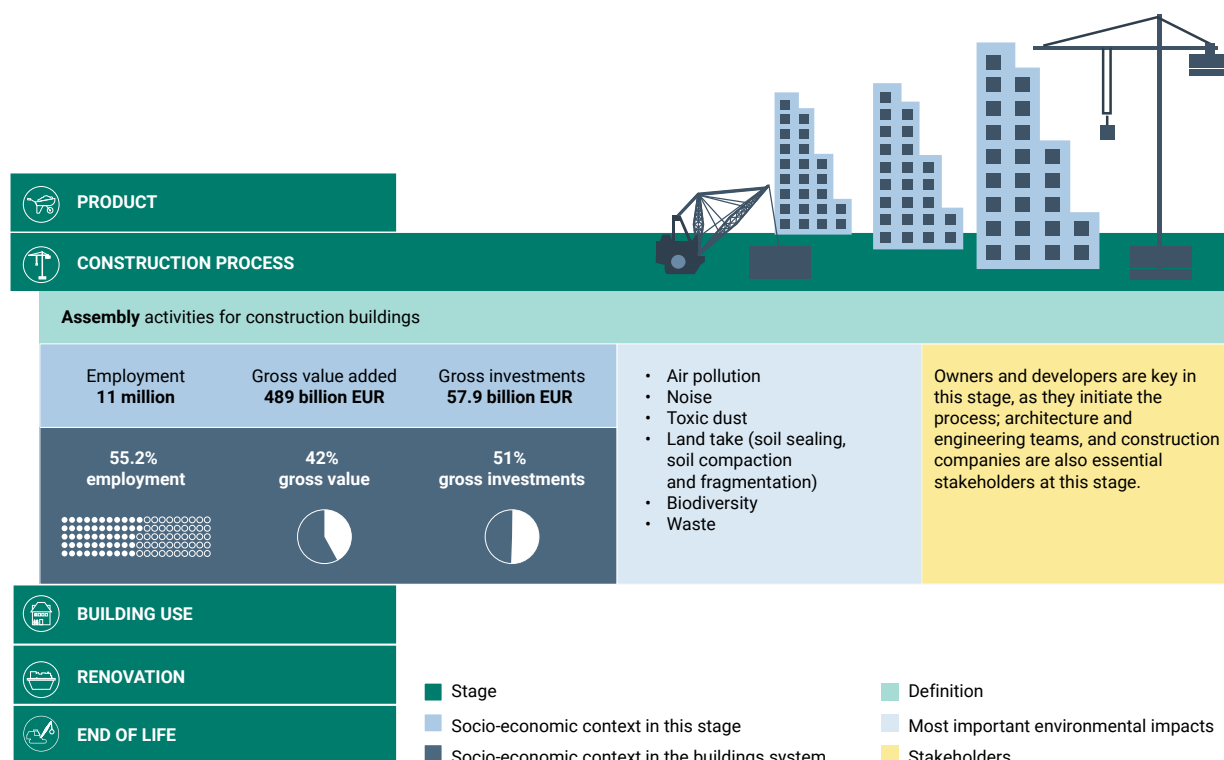 PRODUCT
CONSTRUCTION PROCESS
Assembly activities for construction buildings
Employment
11 million
Gross value added
489 billion EUR
Gross investments
57.9 billion EUR
55.2%
employment
42%
gross value
51%
gross investments
• Air pollution
• Noise
• Toxic dust
• Land take (soil sealing,
soil compaction
and fragmentation)
• Biodiversity
• Waste
Owners and developers are key in
this stage, as they initiate the
process; architecture and
engineering teams, and construction
companies are also essential
stakeholders at this stage.
BUILDING USE
RENOVATION
END OF LIFE
Stage
Socio-economic context in this stage
Socio-economic context in the buildings system
Definition
Most important environmental impacts
Stakeholders